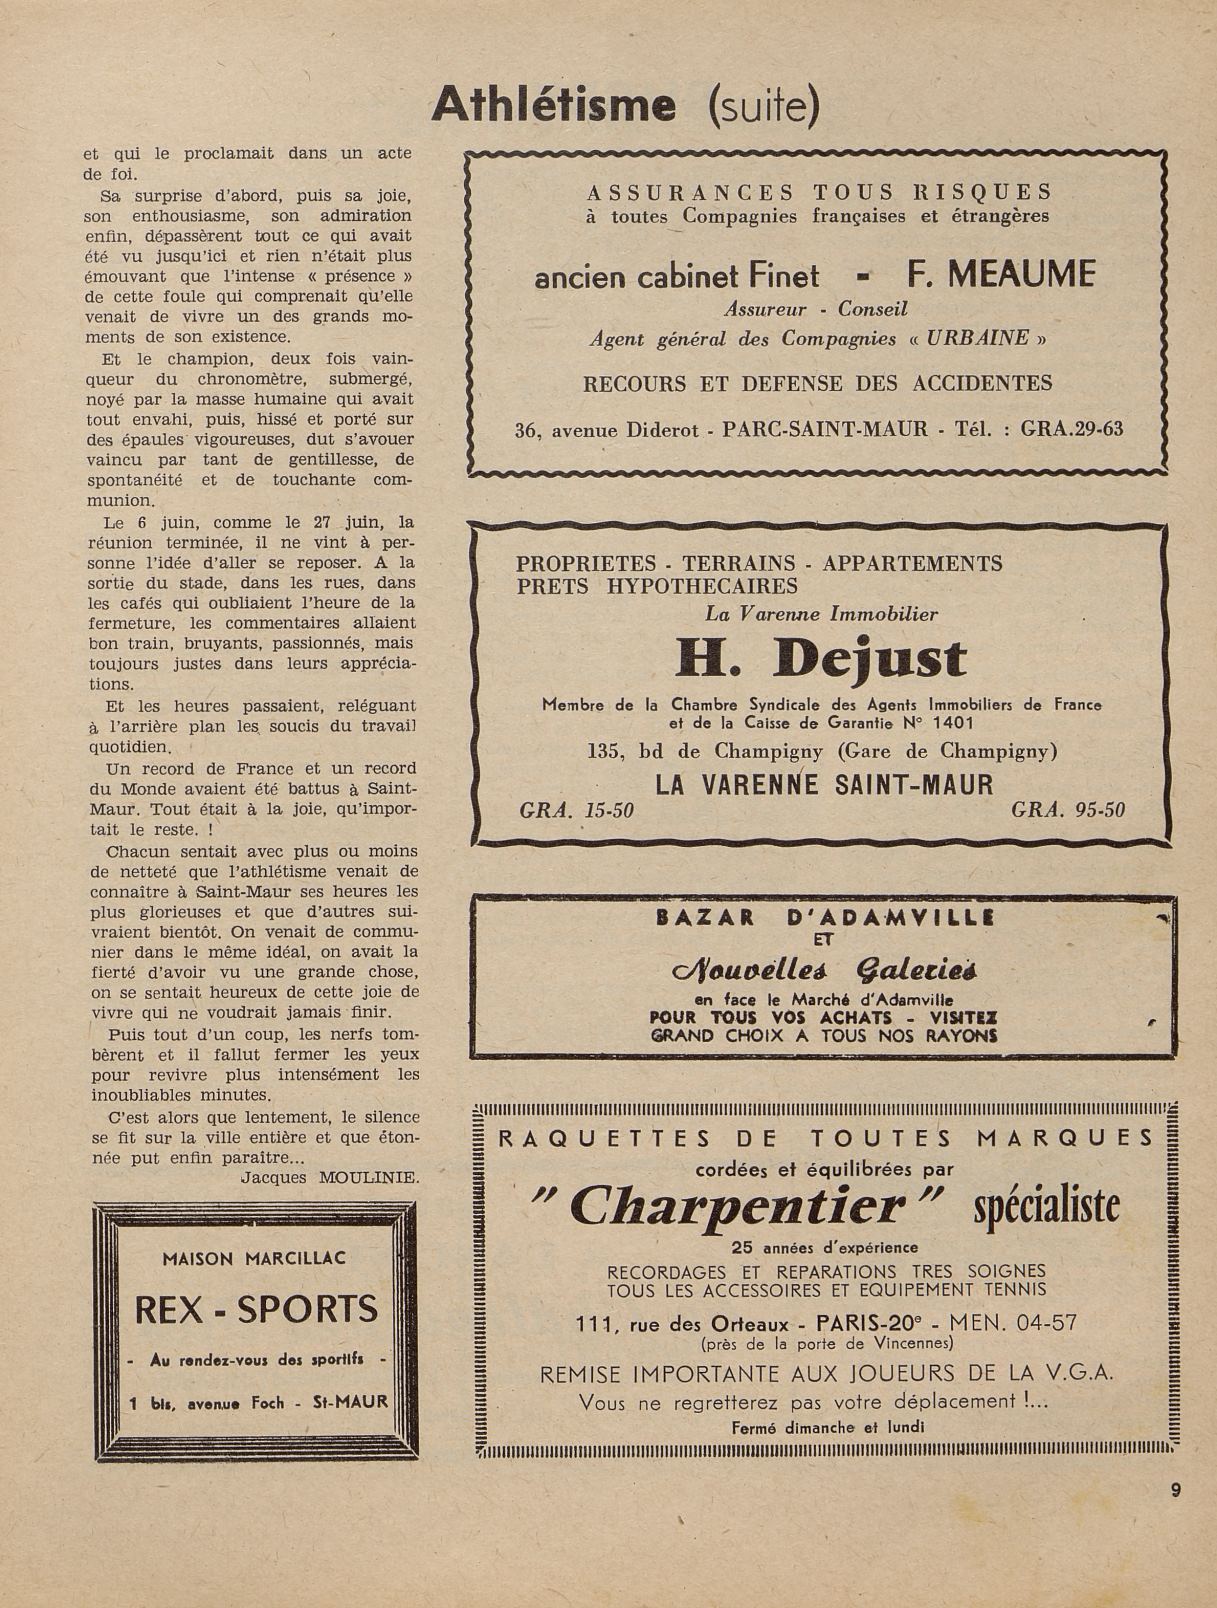 Athlétisme (suite)
et qui le proclamait dans un acte
de foi.
Sa surprise d'abord, puis sa joie,
son enthousiasme, son admiration
enfin, dépassèrent tout ce qui avait
été vu jusqu'ici et rien n'était plus
émouvant que l'intense « présence »
de cette foule qui comprenait qu'elle
venait de vivre un des grands mo-
ments de son existence.
Et le champion, deux fois vain-
queur du chronomètre, submergé,
noyé par la masse humaine qui avait
tout envahi, puis, hissé et porté sur
des épaules vigoureuses, dut s'avouer
vaincu par tant de gentillesse, de
spontanéité et de touchante com-
munion.
Le 6 juin, comme le 27 juin, la
réunion terminée, il ne vint à per-
sonne l'idée d'aller se reposer. A la
sortie du stade, dans les rues, dans
les cafés qui oubliaient l'heure de la
fermeture, les commentaires allaient
bon train, bruyants, passionnés, mais
toujours justes dans leurs apprécia-
tions.
Et les heures passaient, reléguant
à l'arrière plan les soucis du travail
quotidien.
Un record de France et un record
du Monde avaient été battus à Saint-
Maur. Tout était à la joie, qu'impor-
tait le reste. !
Chacun sentait avec plus ou moins
de netteté que l'athlétisme venait de
connaître à Saint-Maur ses heures les
plus glorieuses et que d'autres sui-
vraient bientôt. On venait de commu-
nier dans le même idéal, on avait la
fierté d'avoir vu une grande chose,
on se sentait heureux de cette joie de
vivre qui ne voudrait jamais finir.
Puis tout d'un coup, les nerfs tom-
bèrent et il fallut fermer les yeux
pour revivre plus intensément les
inoubliables minutes.
C'est alors que lentement, le silence
se fit sur la ville entière et que éton-
née put enfin paraître...
Jacques MOULINIE.
MAISON MARCILLAC
REX - SPORTS
- Au rendez-vous des sportifs -
1 bis, avenue Foch - St-MAUR
ASSURANCES TOUS RISQUES
à toutes Compagnies françaises et étrangères
ancien cabinet Finet - F. MEAUME
Assureur - Conseil
Agent général des Compagnies « URBAINE »
RECOURS ET DEFENSE DES ACCIDENTES
36, avenue Diderot - PARC-SAINT-MAUR - Tél. : GRA.29-63
PROPRIETES - TERRAINS - APPARTEMENTS
PRETS HYPOTHECAIRES
La Varenne Immobilier
H. Dejust
Membre de la Chambre Syndicale des Agents Immobiliers de France
et de la Caisse de Garantie N° 1401
135, bd de Champigny (Gare de Champigny)
LA VARENNE SAINT-MAUR
GRA. 15-50 GRA. 95-50
BAZAR D'ADAMVILLE
ET
Nouvelles Galeries
en face le Marché d'Adamville
POUR TOUS VOS ACHATS - VISITEZ
GRAND CHOIX A TOUS NOS RAYONS
RAQUETTES DE TOUTES MARQUES
cordées et équilibrées par
"Charpentier" spécialiste
25 années d'expérience
RECORDAGES ET REPARATIONS TRES SOIGNES
TOUS LES ACCESSOIRES ET EQUIPEMENT TENNIS
111, rue des Orteaux - PARIS-20e - MEN. 04-57
(près de la porte de Vincennes)
REMISE IMPORTANTE AUX JOUEURS DE LA V.G.A.
Vous ne regretterez pas votre déplacement !...
Fermé dimanche et lundi
9